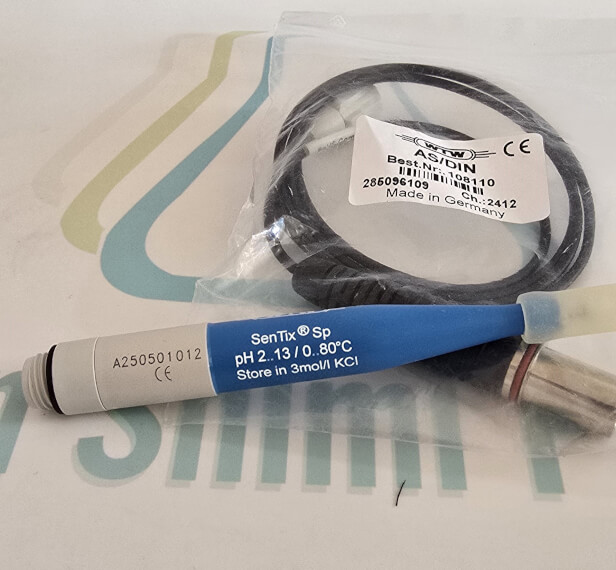 WTW
CE
AS/DIN
Best.Nr:.108110
285096109 Ch.:2412
Made in Germany
SenTix® Sp
pH 2..13 / 0..80°C
Store in 3mol/l KCl
A250501012
CE